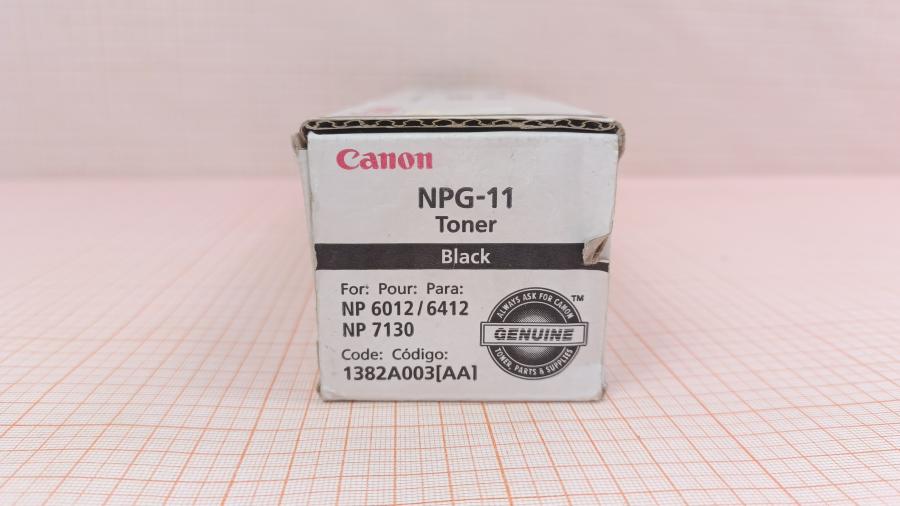 Canon
NPG-11
Toner
Black
For: Pour: Para:
NP 6012/6412
NP 7130
Code: Código:
1382A003[AA]
ALWAYS ASK FOR CANON
GENUINE
TONER, PARTS & SUPPLIES
TM